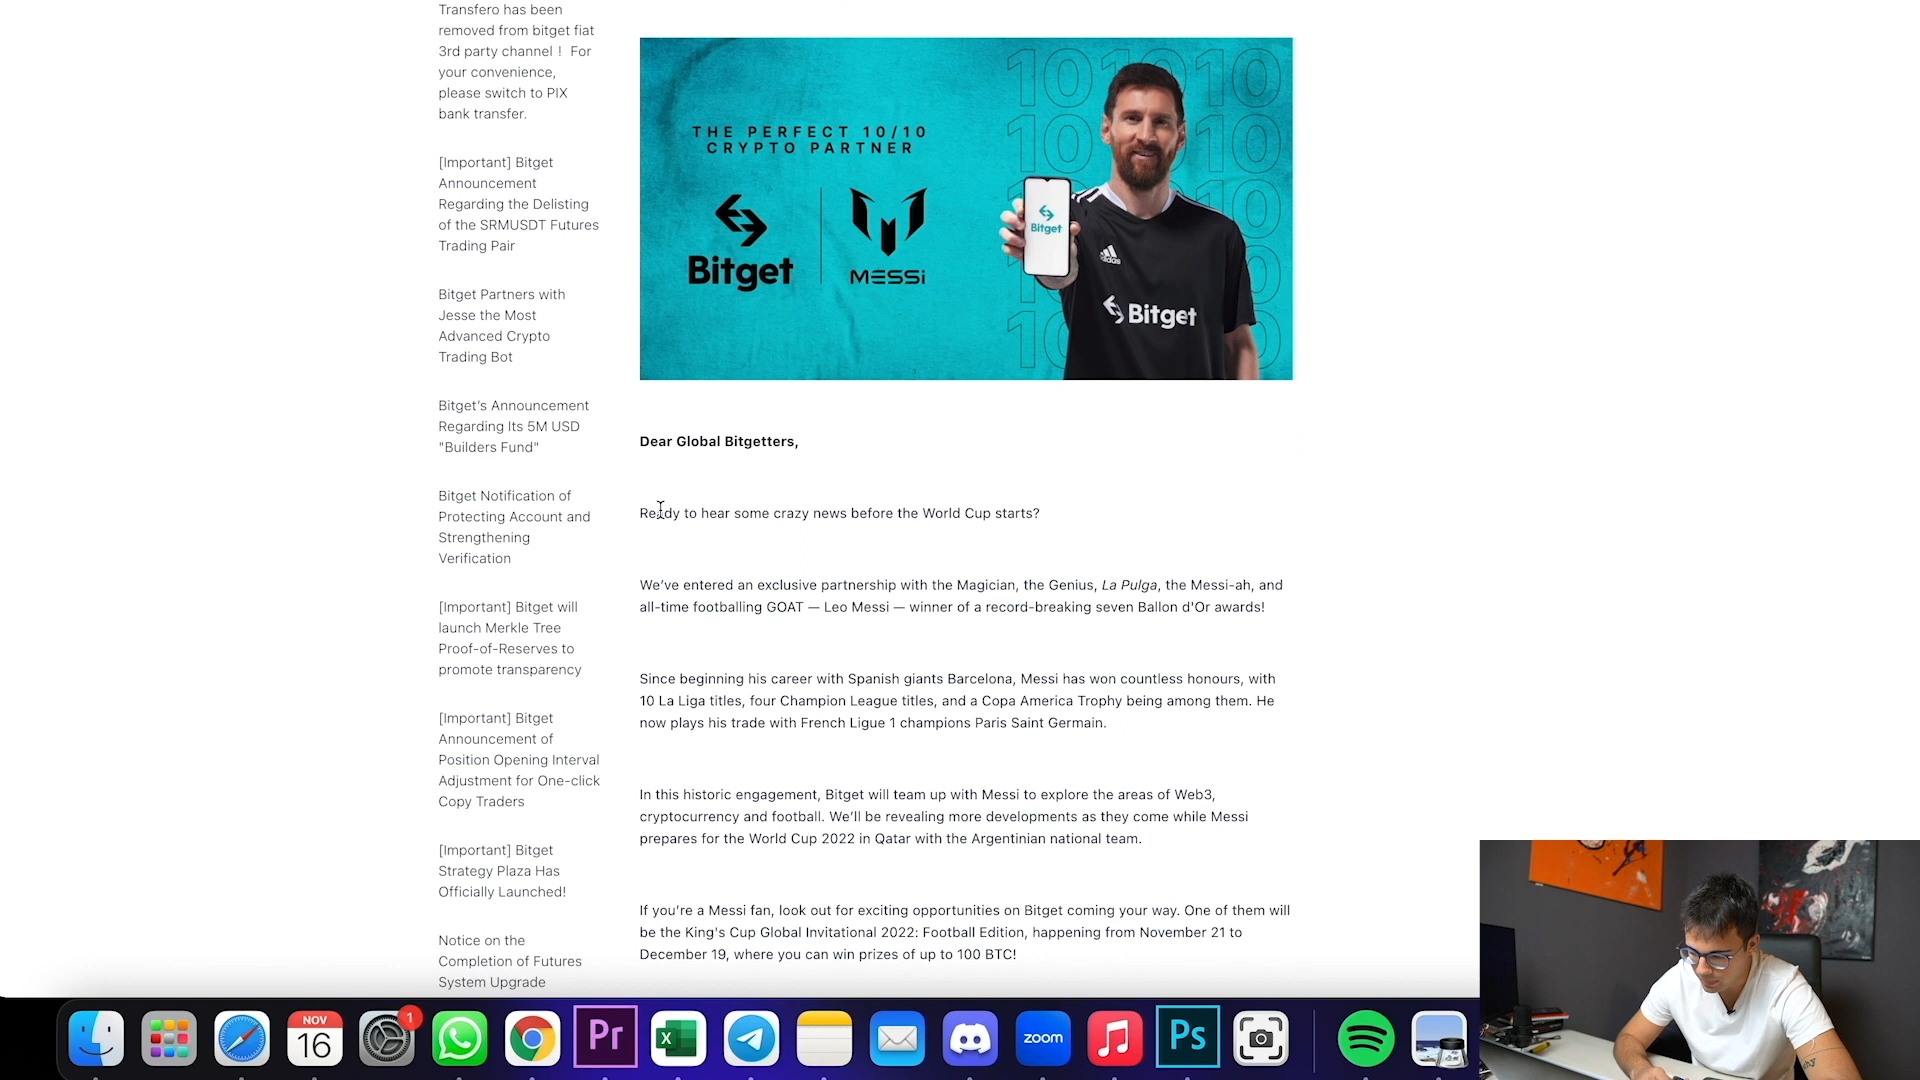 Transfero has been
removed from bitget fiat
3rd party channel！ For
your convenience,
please switch to PIX
bank transfer.
[Important] Bitget
Announcement
Regarding the Delisting
of the SRMUSDT Futures
Trading Pair
Bitget Partners with
Jesse the Most
Advanced Crypto
Trading Bot
Bitget's Announcement
Regarding Its 5M USD
"Builders Fund"
Bitget Notification of
Protecting Account and
Strengthening
Verification
[Important] Bitget will
launch Merkle Tree
Proof-of-Reserves to
promote transparency
[Important] Bitget
Announcement of
Position Opening Interval
Adjustment for One-click
Copy Traders
[Important] Bitget
Strategy Plaza Has
Officially Launched!
Notice on the
Completion of Futures
System Upgrade
THE PERFECT 10/10
CRYPTO PARTNER
Bitget
MESSI
Bitget
adidas
Bitget
10 10 10
10 10 10
10
10
10
Dear Global Bitgetters,
Ready to hear some crazy news before the World Cup starts?
We've entered an exclusive partnership with the Magician, the Genius, La Pulga, the Messi-ah, and
all-time footballing GOAT — Leo Messi — winner of a record-breaking seven Ballon d'Or awards!
Since beginning his career with Spanish giants Barcelona, Messi has won countless honours, with
10 La Liga titles, four Champion League titles, and a Copa America Trophy being among them. He
now plays his trade with French Ligue 1 champions Paris Saint Germain.
In this historic engagement, Bitget will team up with Messi to explore the areas of Web3,
cryptocurrency and football. We'll be revealing more developments as they come while Messi
prepares for the World Cup 2022 in Qatar with the Argentinian national team.
If you're a Messi fan, look out for exciting opportunities on Bitget coming your way. One of them will
be the King's Cup Global Invitational 2022: Football Edition, happening from November 21 to
December 19, where you can win prizes of up to 100 BTC!
NOV
16
1
Pr
X
zoom
Ps